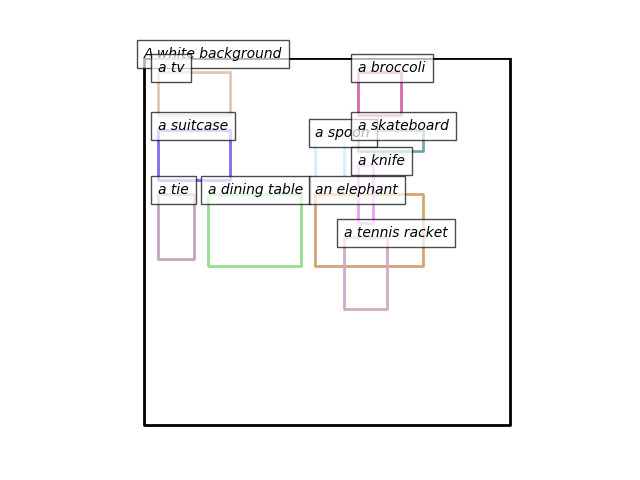 A white background
a tv
a broccoli
a suitcase
a spoon
a skateboard
a knife
a tie
a dining table
an elephant
a tennis racket